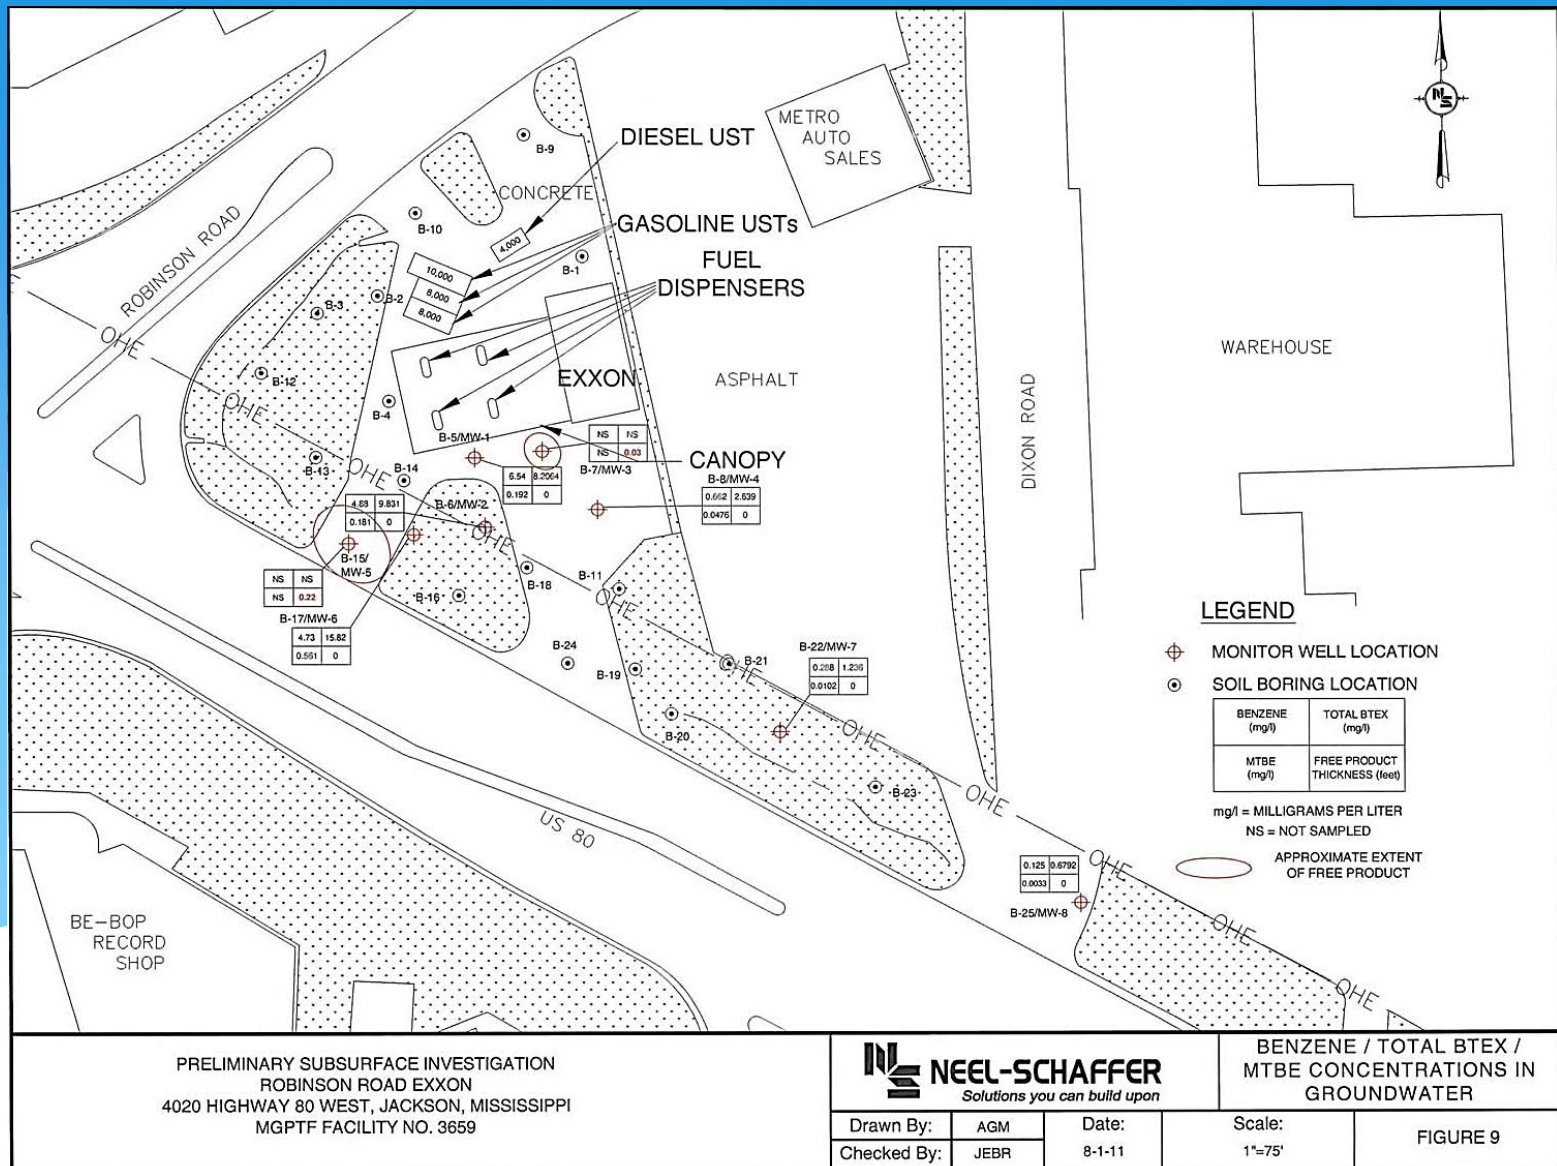 METRO
AUTO
SALES
DIESEL UST
B-9
CONCRETE
B-10
4,000
GASOLINE USTs
ROBINSON ROAD
B-1
FUEL
DISPENSERS
10,000
8,000
8,000
B-2
B-3
OHE
WAREHOUSE
EXXON
ASPHALT
B-12
DIXON ROAD
OHE
B-4
B-5/MW-1
NS NS
NS 0.03
B-7/MW-3
CANOPY
B-13
OHE
B-14
6.54 8.2064
0.192 0
B-8/MW-4
0.662 2.639
0.0476 0
4.88 9.831
0.181 0
B-6/MW-2
OHE
B-15/
MW-5
NS NS
NS 0.22
B-18
B-11
B-16
OHE
B-17/MW-6
4.73 15.82
0.561 0
B-24
B-19
B-21
OHE
B-22/MW-7
0.288 1.236
0.0102 0
B-20
OHE
B-23
OHE
US 80
0.125 0.6792
0.0033 0
OHE
B-25/MW-8
OHE
OHE
BE-BOP
RECORD
SHOP
LEGEND
MONITOR WELL LOCATION
SOIL BORING LOCATION
BENZENE
(mg/l)
TOTAL BTEX
(mg/l)
MTBE
(mg/l)
FREE PRODUCT
THICKNESS (feet)
mg/l = MILLIGRAMS PER LITER
NS = NOT SAMPLED
APPROXIMATE EXTENT
OF FREE PRODUCT
PRELIMINARY SUBSURFACE INVESTIGATION
ROBINSON ROAD EXXON
4020 HIGHWAY 80 WEST, JACKSON, MISSISSIPPI
MGPTF FACILITY NO. 3659
NEEL-SCHAFFER
Solutions you can build upon
Drawn By: AGM
Checked By: JEBR
Date:
8-1-11
Scale:
1"=75'
BENZENE / TOTAL BTEX /
MTBE CONCENTRATIONS IN
GROUNDWATER
FIGURE 9